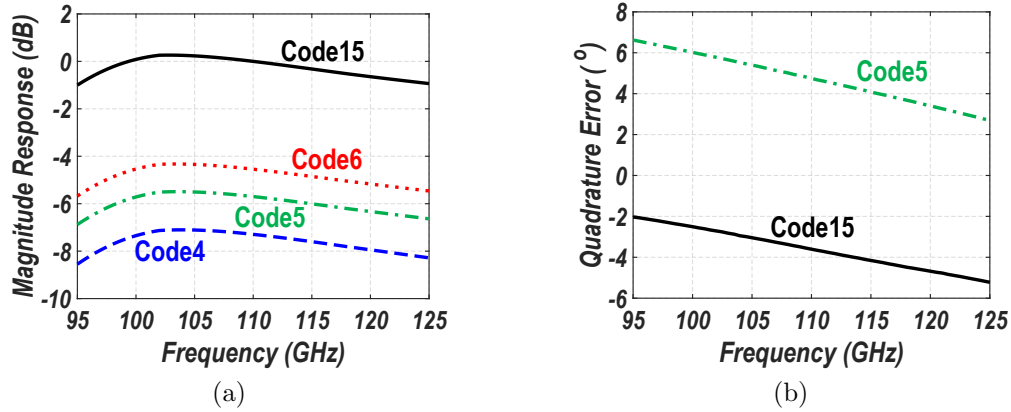 Magnitude Response (dB)
2
0
-2
-4
-6
-8
-10
Code15
Code6
Code5
Code4
95 100 105 110 115 120 125
Frequency (GHz)
(a)
Quadrature Error ( °)
8
6
4
2
0
-2
-4
-6
Code5
Code15
95 100 105 110 115 120 125
Frequency (GHz)
(b)